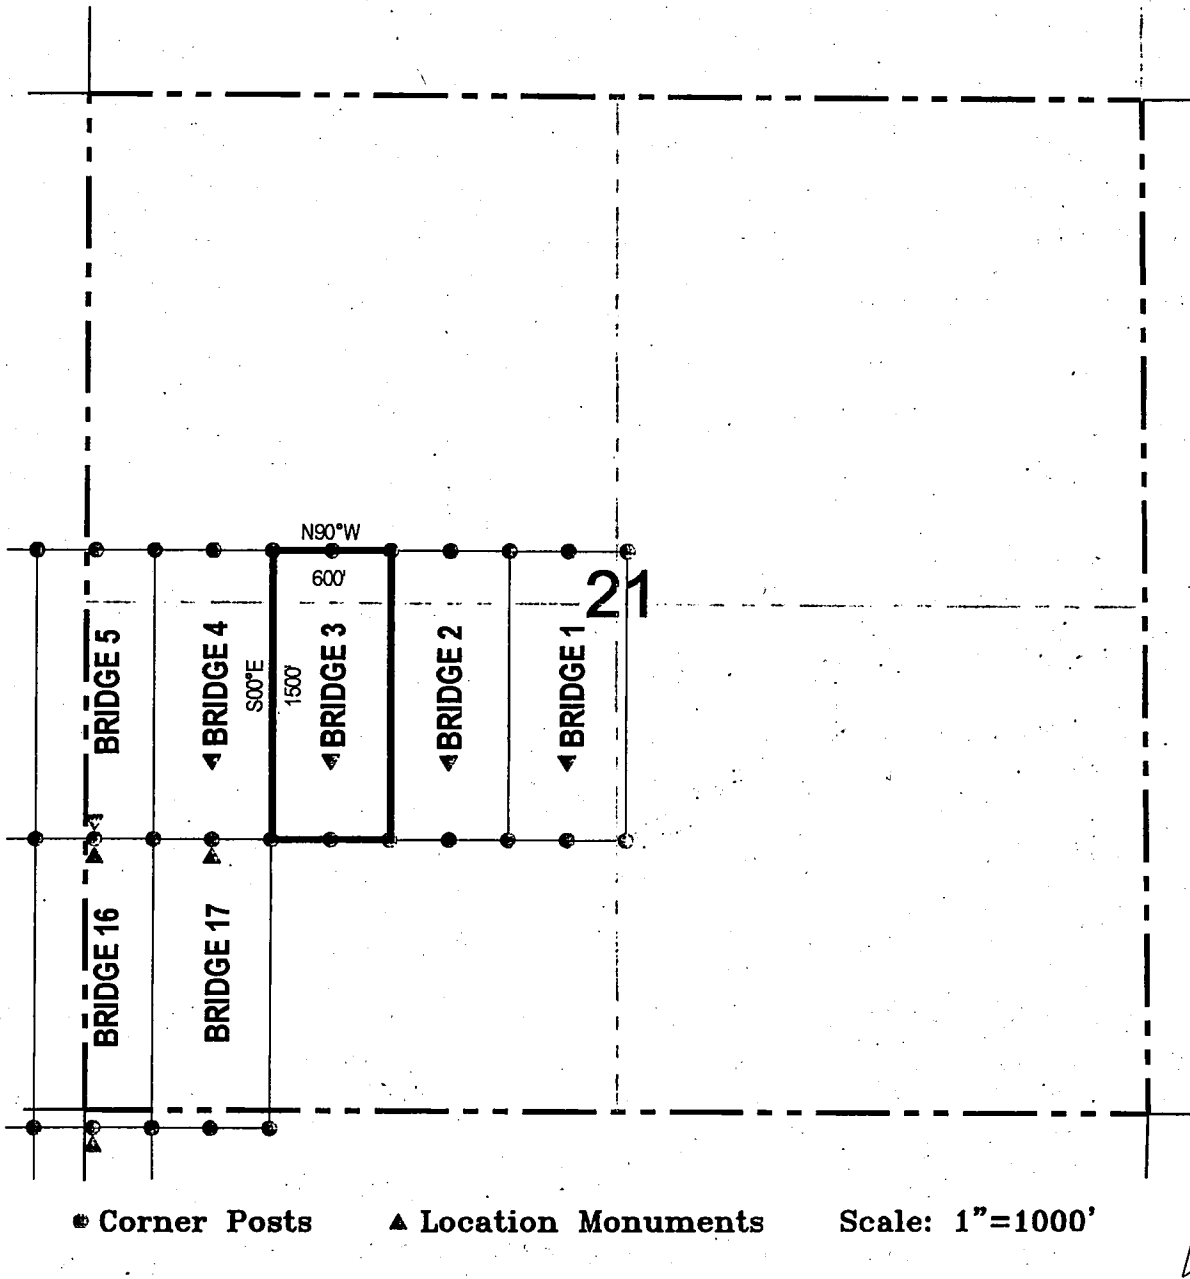 N90°W
600'
21
S00°E
1500'
BRIDGE 5
BRIDGE 4
BRIDGE 3
BRIDGE 2
BRIDGE 1
BRIDGE 16
BRIDGE 17
Corner Posts Location Monuments Scale: 1"=1000'